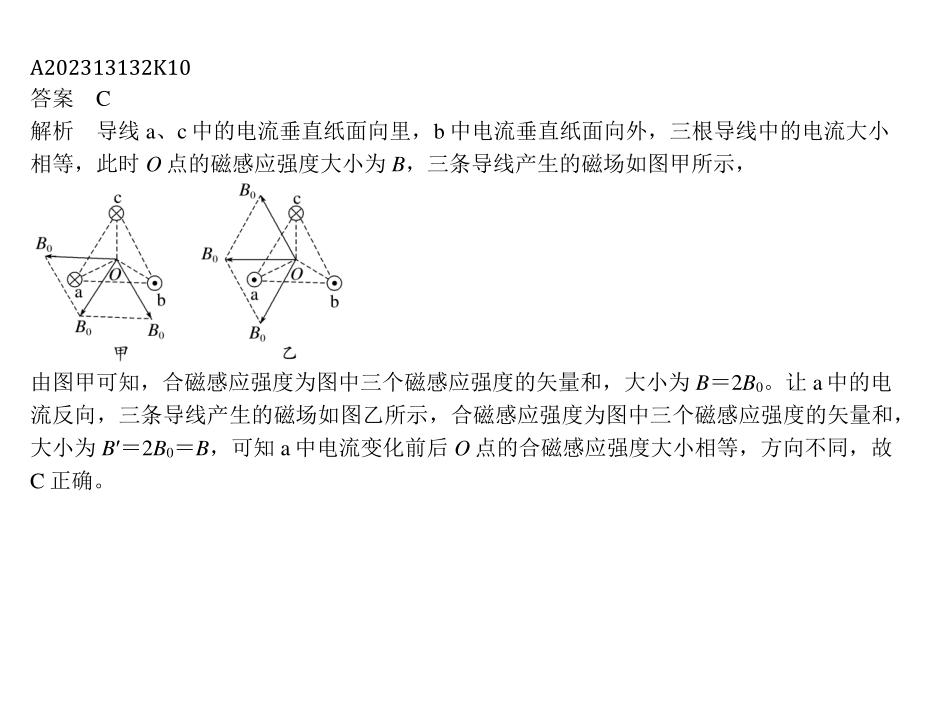 A202313132K10
答案 C
解析 导线 a、c 中的电流垂直纸面向里，b 中电流垂直纸面向外，三根导线中的电流大小
相等，此时 O 点的磁感应强度大小为 B，三条导线产生的磁场如图甲所示，
c
B₀
O
a
b
B₀
B₀
甲
B₀
c
B₀
O
a
b
B₀
乙
由图甲可知，合磁感应强度为图中三个磁感应强度的矢量和，大小为 B＝2B₀。让 a 中的电
流反向，三条导线产生的磁场如图乙所示，合磁感应强度为图中三个磁感应强度的矢量和，
大小为 B′＝2B₀＝B，可知 a 中电流变化前后 O 点的合磁感应强度大小相等，方向不同，故
C 正确。